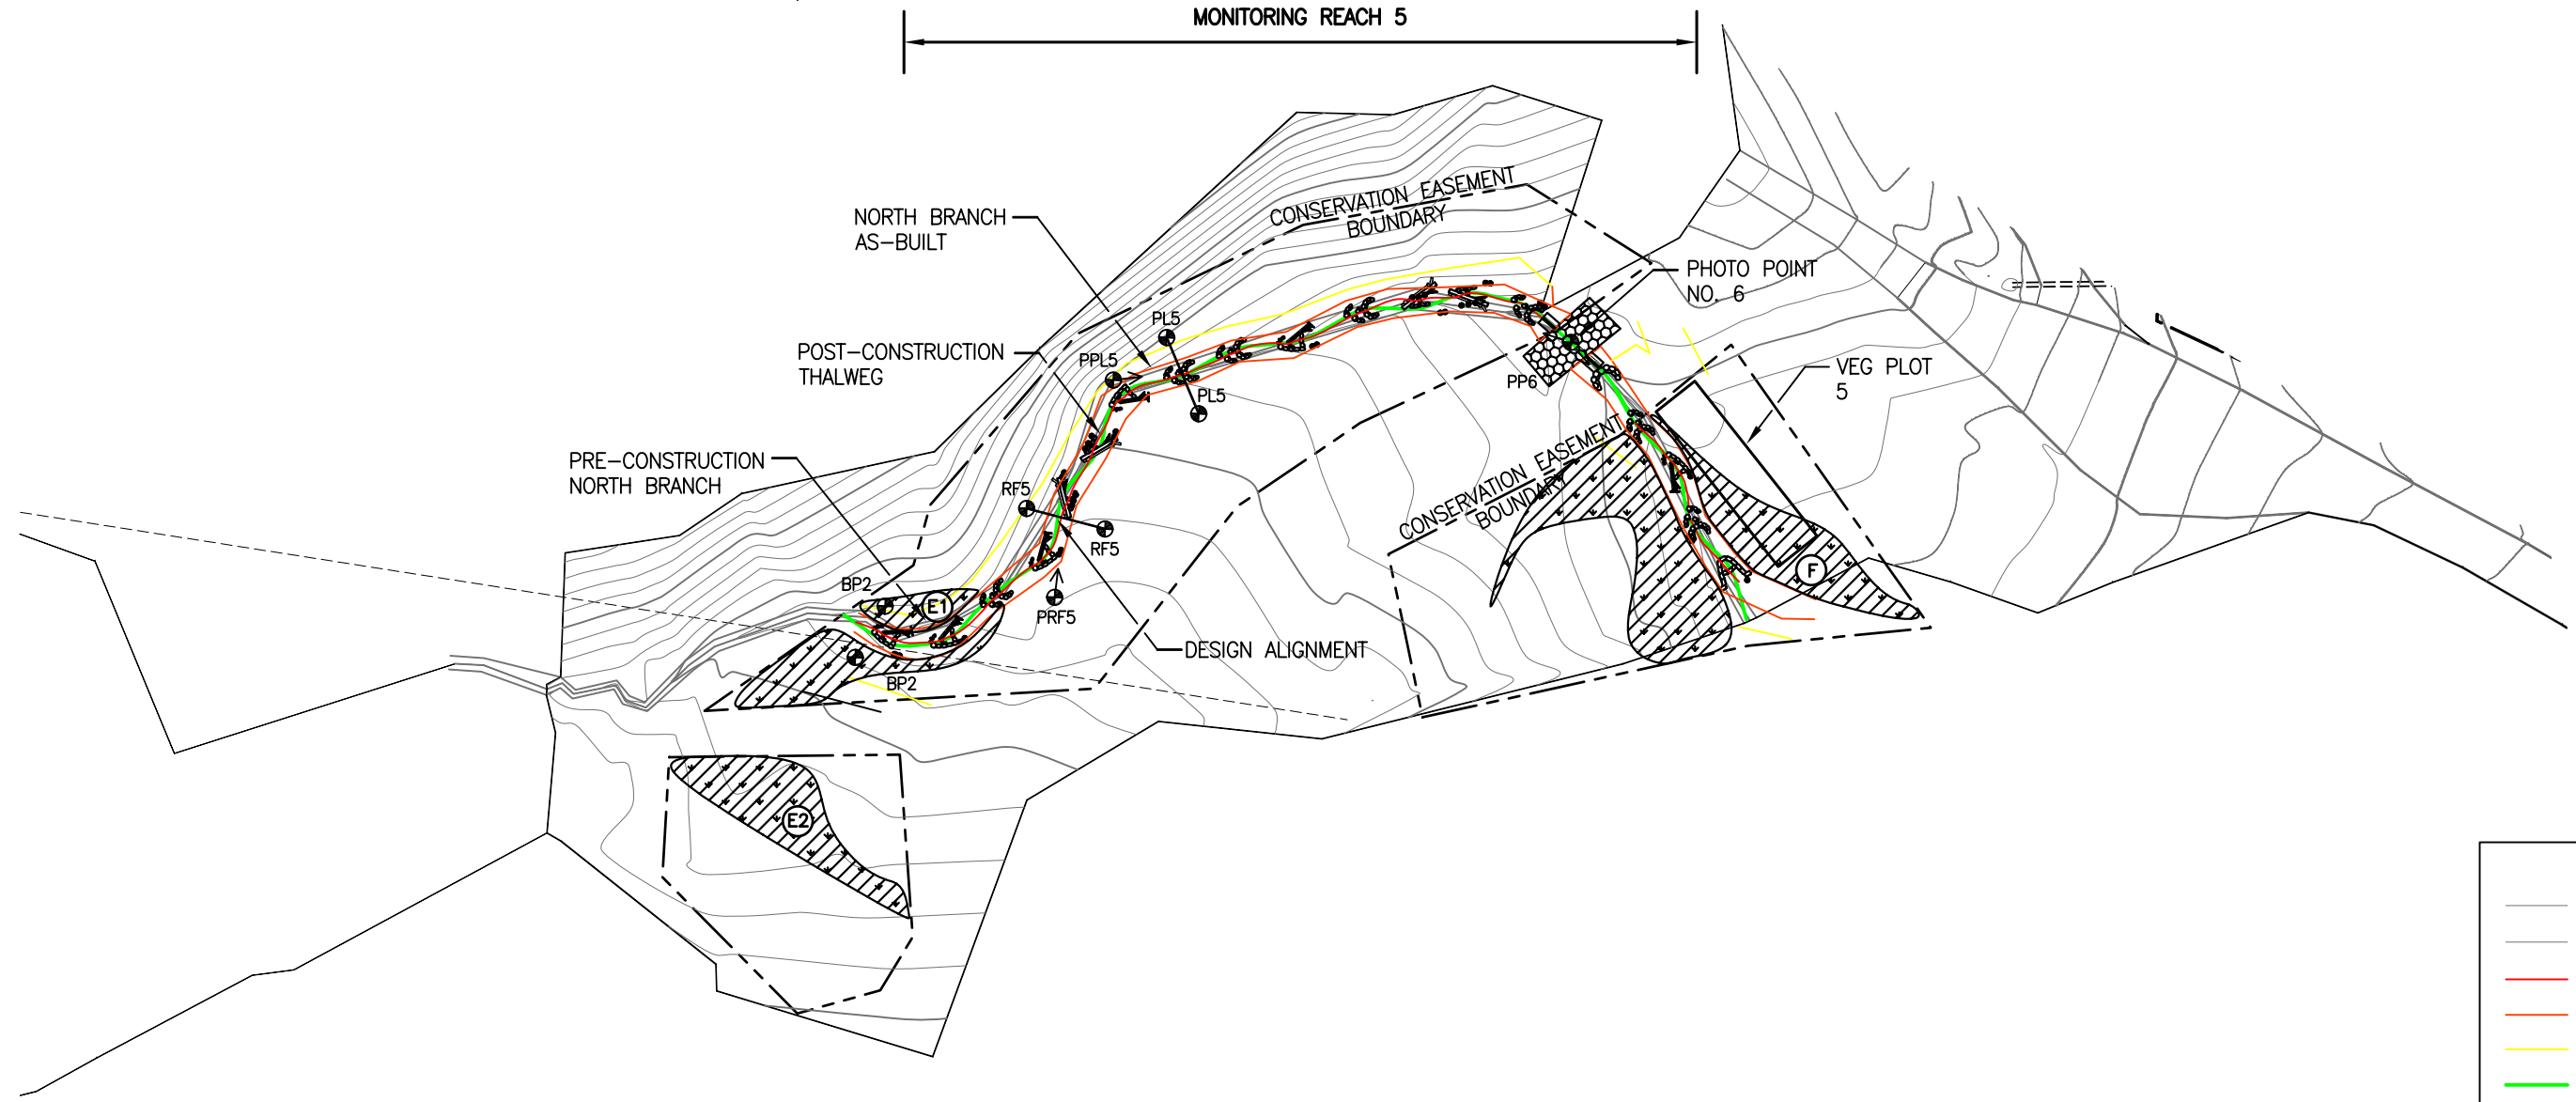 MONITORING REACH 5
CONSERVATION EASEMENT
BOUNDARY
NORTH BRANCH
AS-BUILT
PHOTO POINT
NO. 6
PL5
POST-CONSTRUCTION
THALWEG
PPL5
VEG PLOT
5
PP6
PL5
CONSERVATION EASEMENT
BOUNDARY
PRE-CONSTRUCTION
NORTH BRANCH
RF5
RF5
F
BP2
E1
PRF5
DESIGN ALIGNMENT
BP2
E2